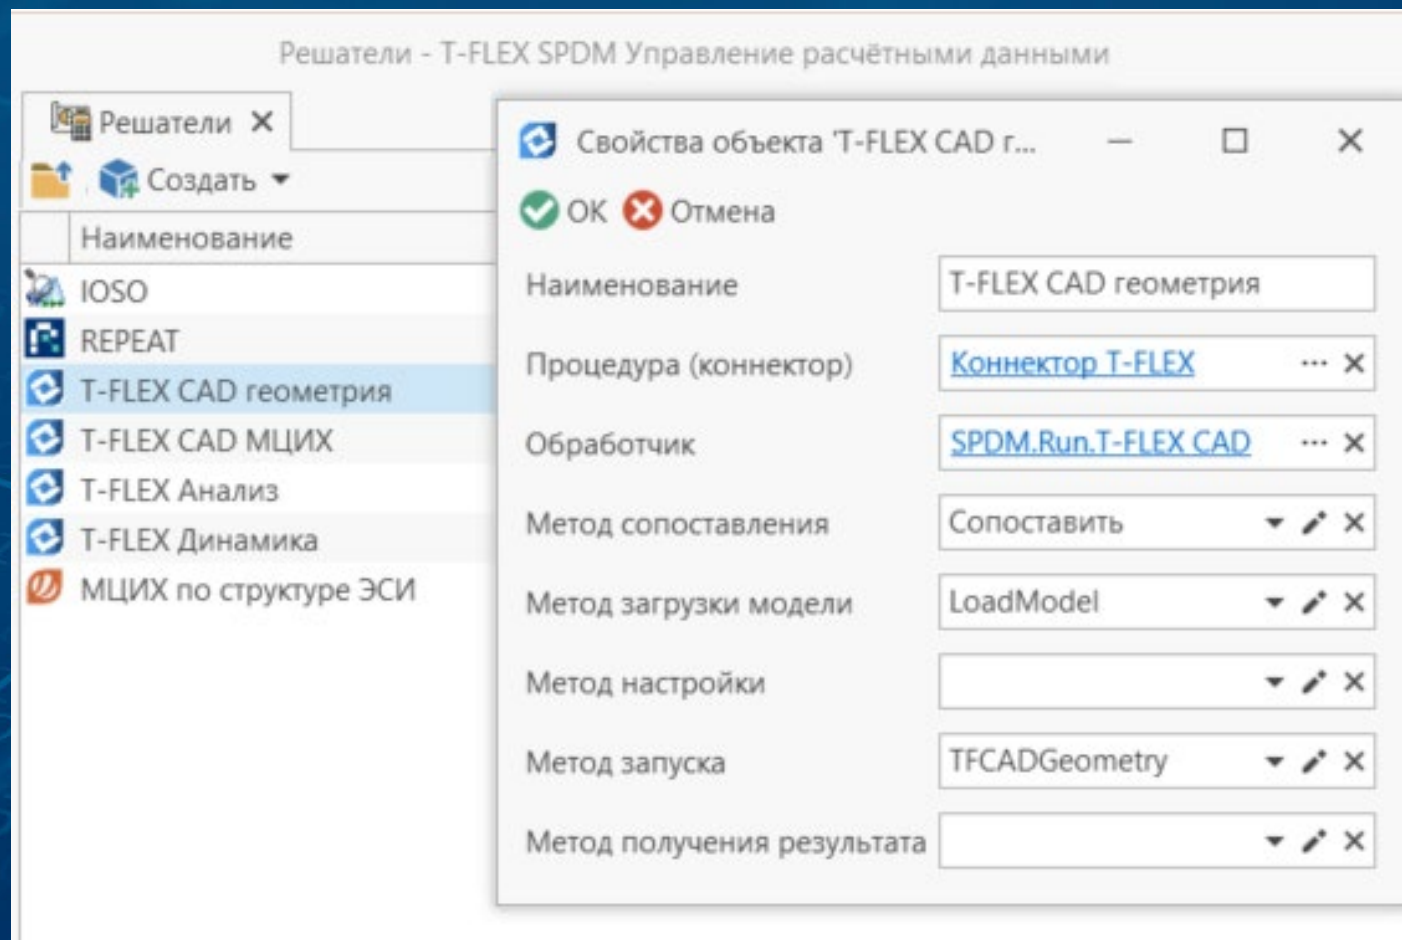 Решатели - T-FLEX SPDM Управление расчётными данными
Решатели
Создать
Наименование
IOSO
REPEAT
T-FLEX CAD геометрия
T-FLEX CAD МЦИХ
T-FLEX Анализ
T-FLEX Динамика
МЦИХ по структуре ЭСИ
Свойства объекта 'T-FLEX CAD г...
ОК Отмена
Наименование T-FLEX CAD геометрия
Процедура (коннектор) Коннектор T-FLEX ...
Обработчик SPDM.Run.T-FLEX CAD ...
Метод сопоставления Сопоставить
Метод загрузки модели LoadModel
Метод настройки
Метод запуска TFCADGeometry
Метод получения результата